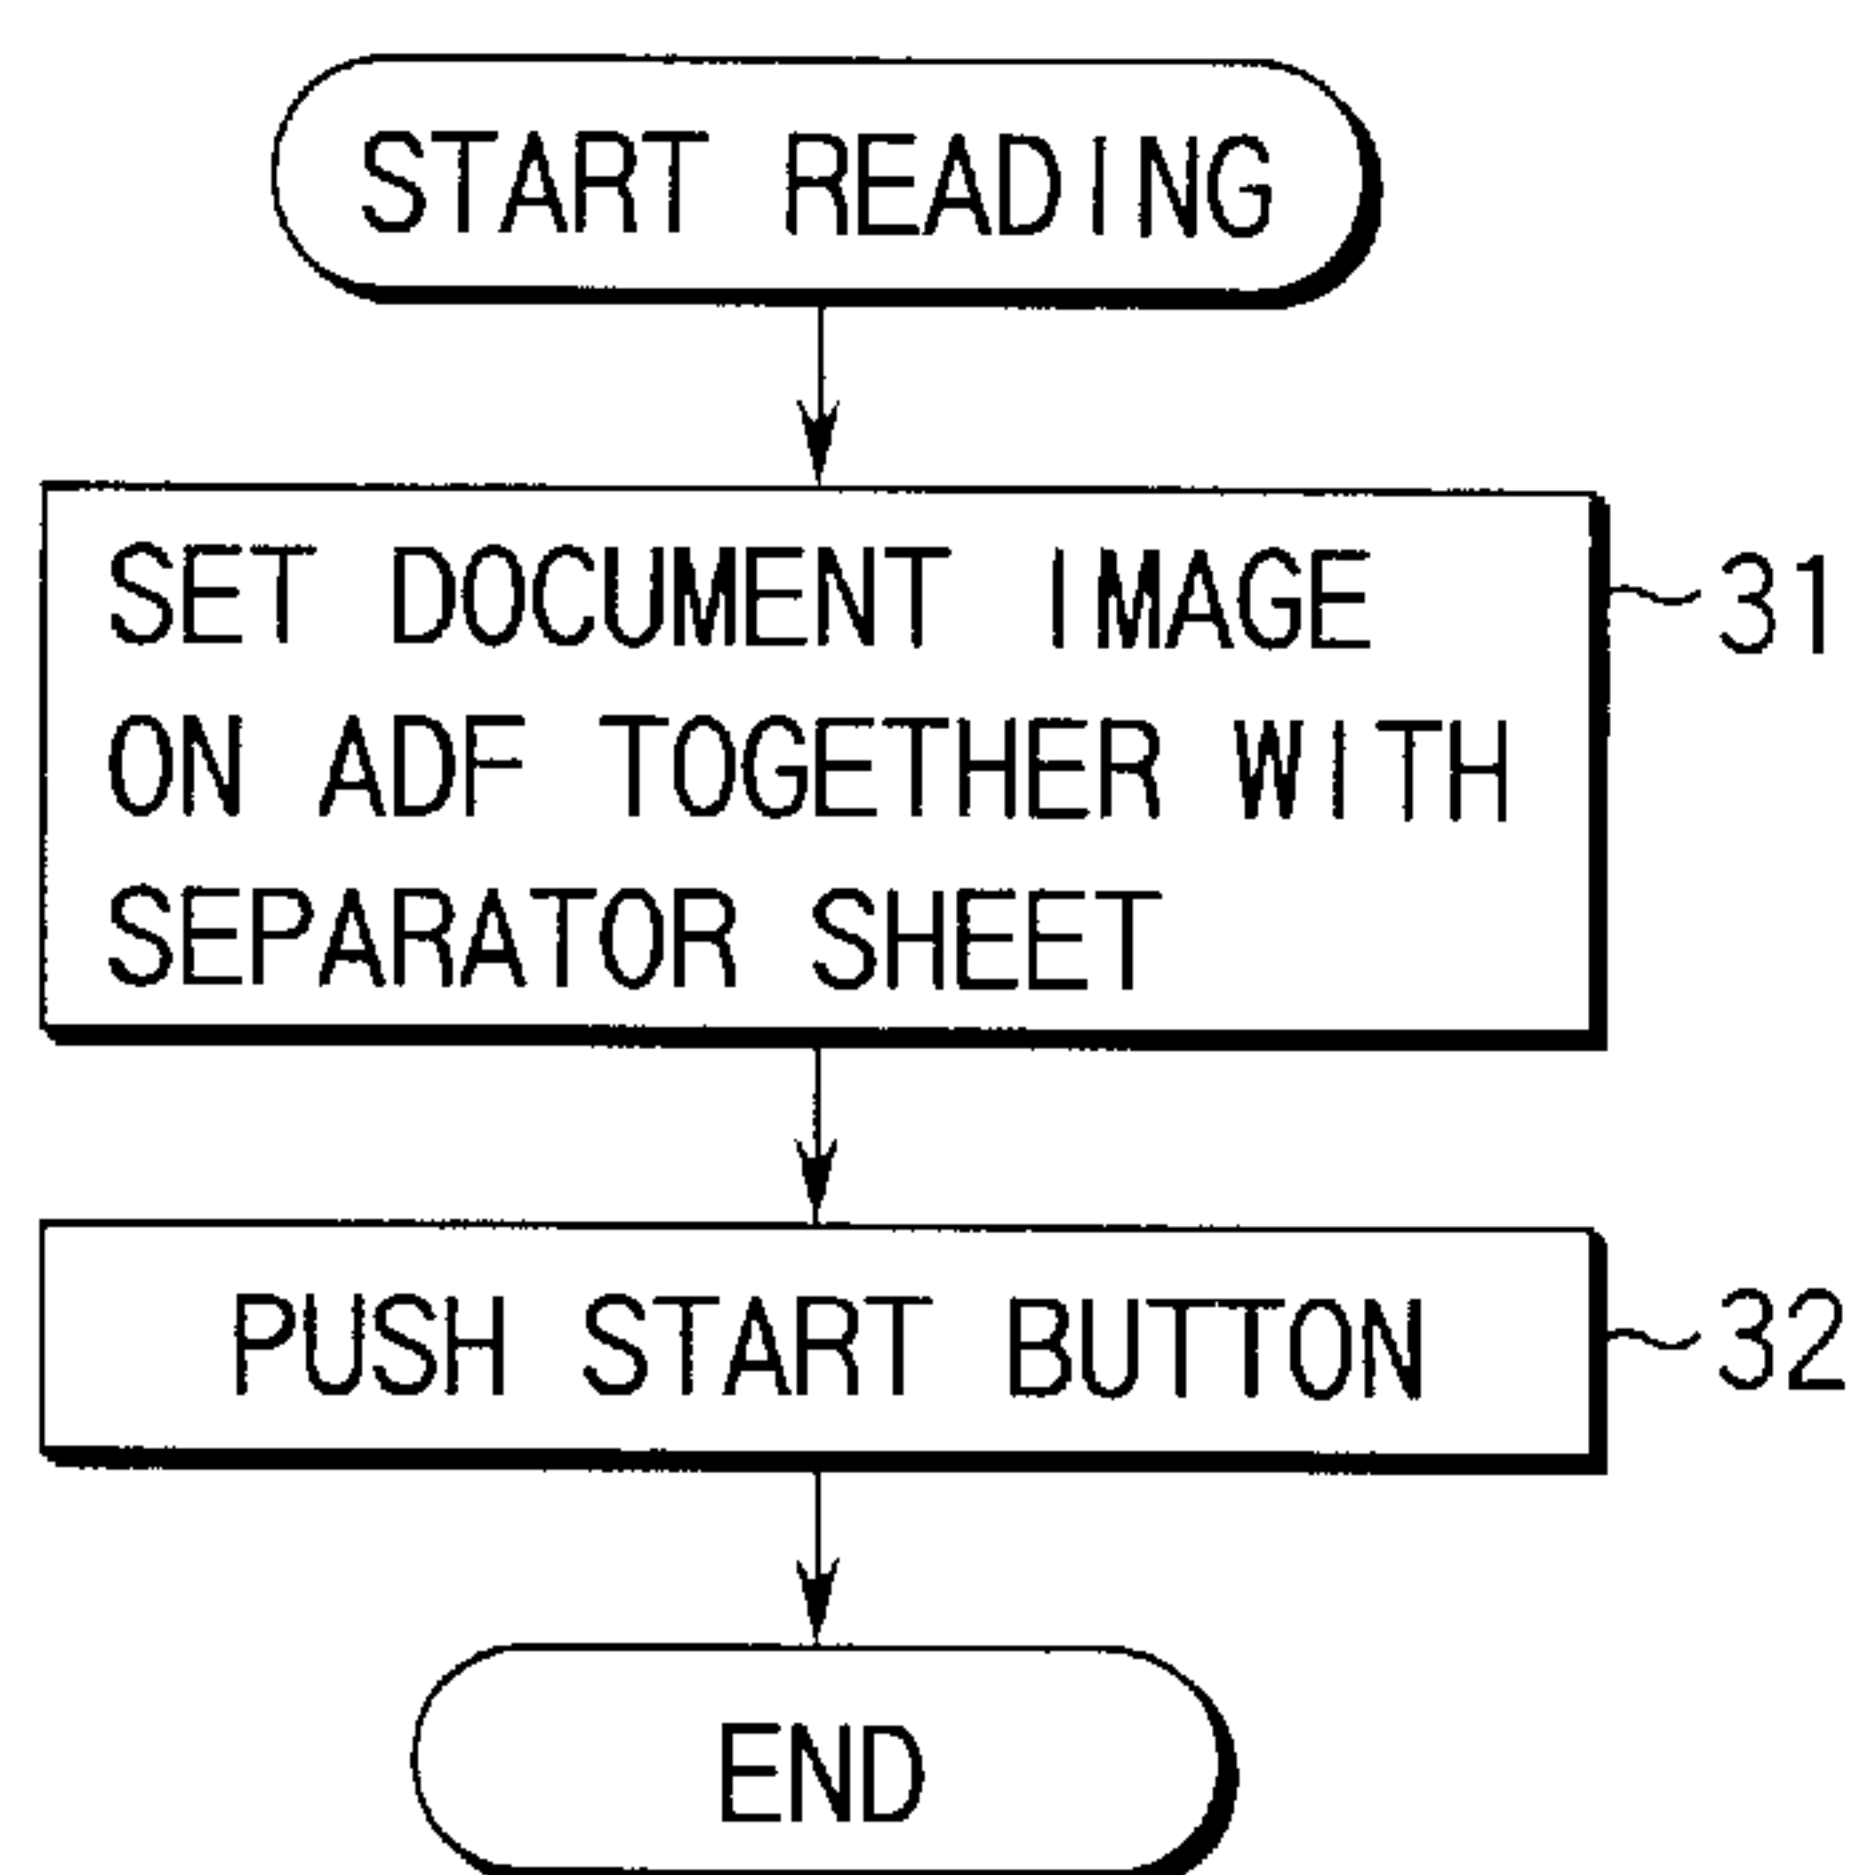 START READING
SET DOCUMENT IMAGE
ON ADF TOGETHER WITH
SEPARATOR SHEET
31
PUSH START BUTTON
32
END